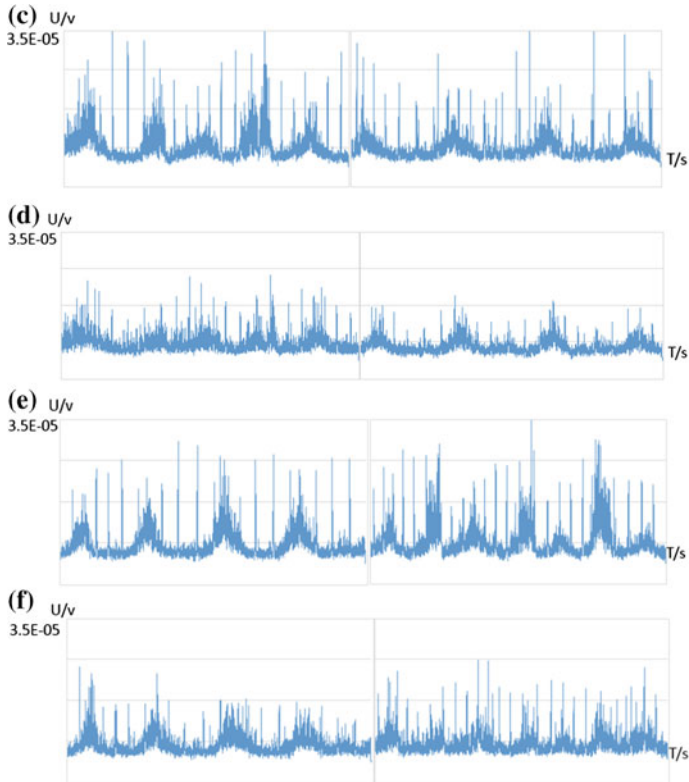 (c) U/v
3.5E-05
T/s
(d) U/v
3.5E-05
T/s
(e) U/v
3.5E-05
T/s
(f) U/v
3.5E-05
T/s